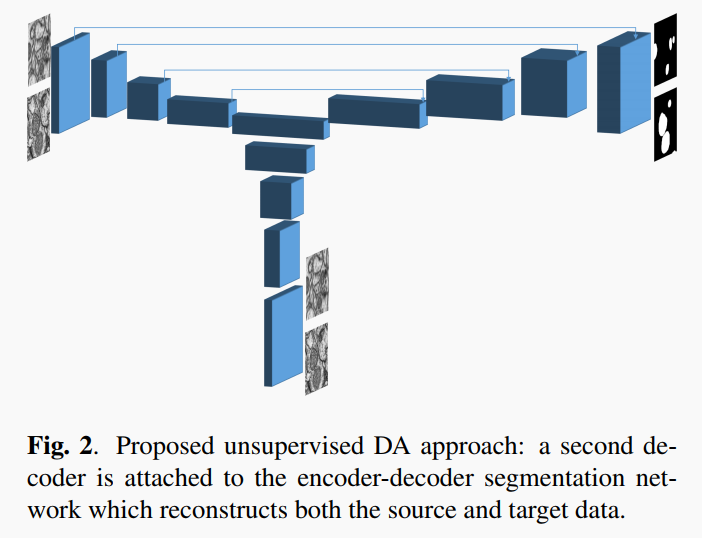 Fig. 2. Proposed unsupervised DA approach: a second de-
coder is attached to the encoder-decoder segmentation net-
work which reconstructs both the source and target data.